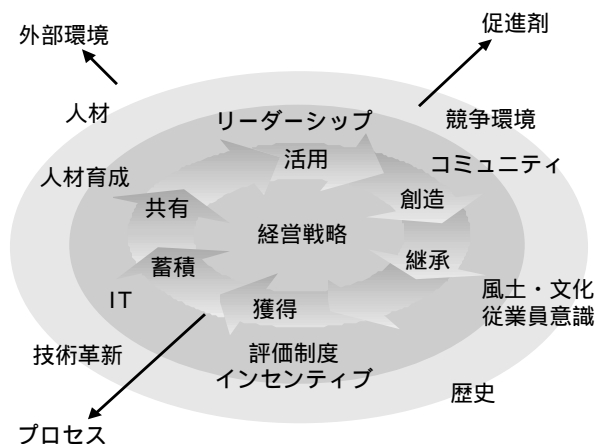 促進剤
外部環境
人材
リーダーシップ
競争環境
活用
コミュニティ
人材育成
創造
共有
経営戦略
蓄積
継承
IT
獲得
風土・文化
従業員意識
技術革新
評価制度
インセンティブ
歴史
プロセス